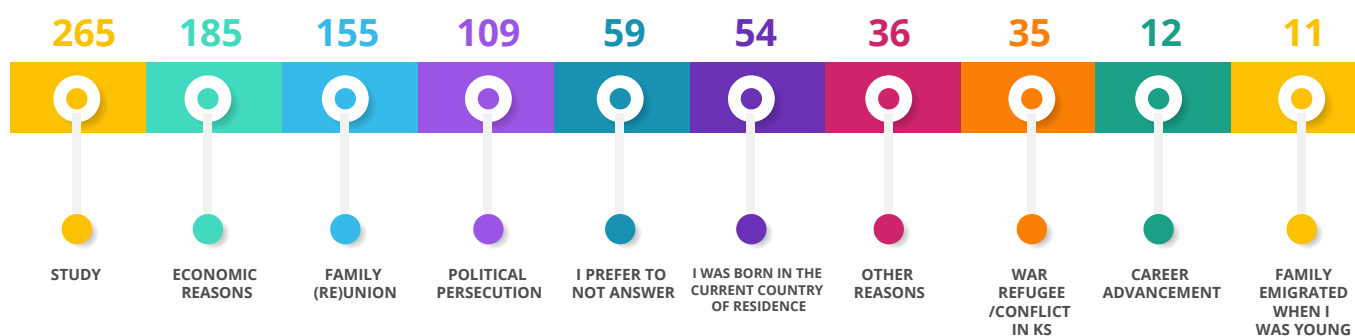 265
185
155
109
59
54
36
35
12
11
STUDY
ECONOMIC
REASONS
FAMILY
(RE)UNION
POLITICAL
PERSECUTION
I PREFER TO
NOT ANSWER
I WAS BORN IN THE
CURRENT COUNTRY
OF RESIDENCE
OTHER
REASONS
WAR
REFUGEE
/CONFLICT
IN KS
CAREER
ADVANCEMENT
FAMILY
EMIGRATED
WHEN I
WAS YOUNG